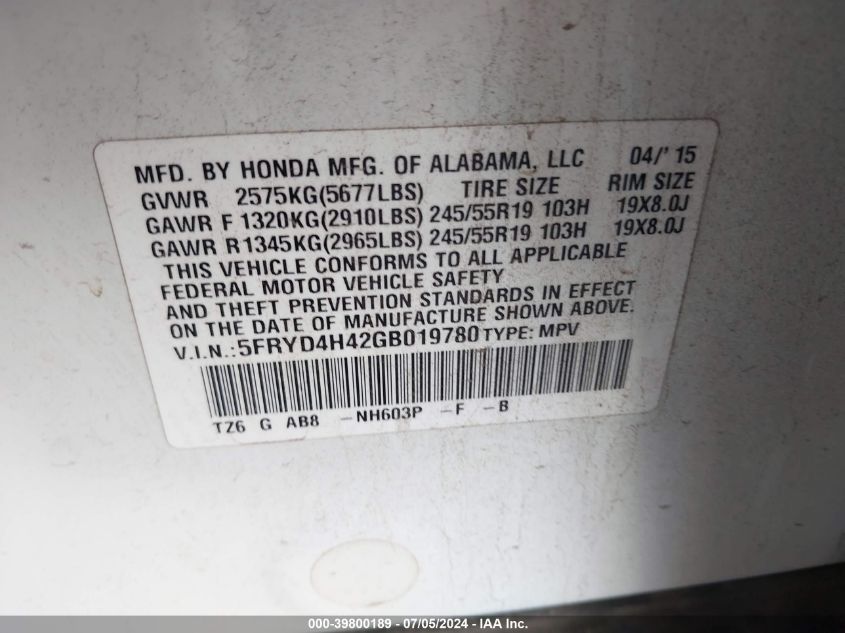 MFD. BY HONDA MFG. OF ALABAMA, LLC 04/'15
GVWR 2575KG(5677LBS) TIRE SIZE RIM SIZE
GAWR F 1320KG(2910LBS) 245/55R19 103H 19X8.0J
GAWR R1345KG(2965LBS) 245/55R19 103H 19X8.0J
THIS VEHICLE CONFORMS TO ALL APPLICABLE
FEDERAL MOTOR VEHICLE SAFETY
AND THEFT PREVENTION STANDARDS IN EFFECT
ON THE DATE OF MANUFACTURE SHOWN ABOVE.
V.I.N.:5FRYD4H42GB019780 TYPE: MPV
TZ6 G AB8 -NH603P -F -B
000-39800189 - 07/05/2024 - IAA Inc.